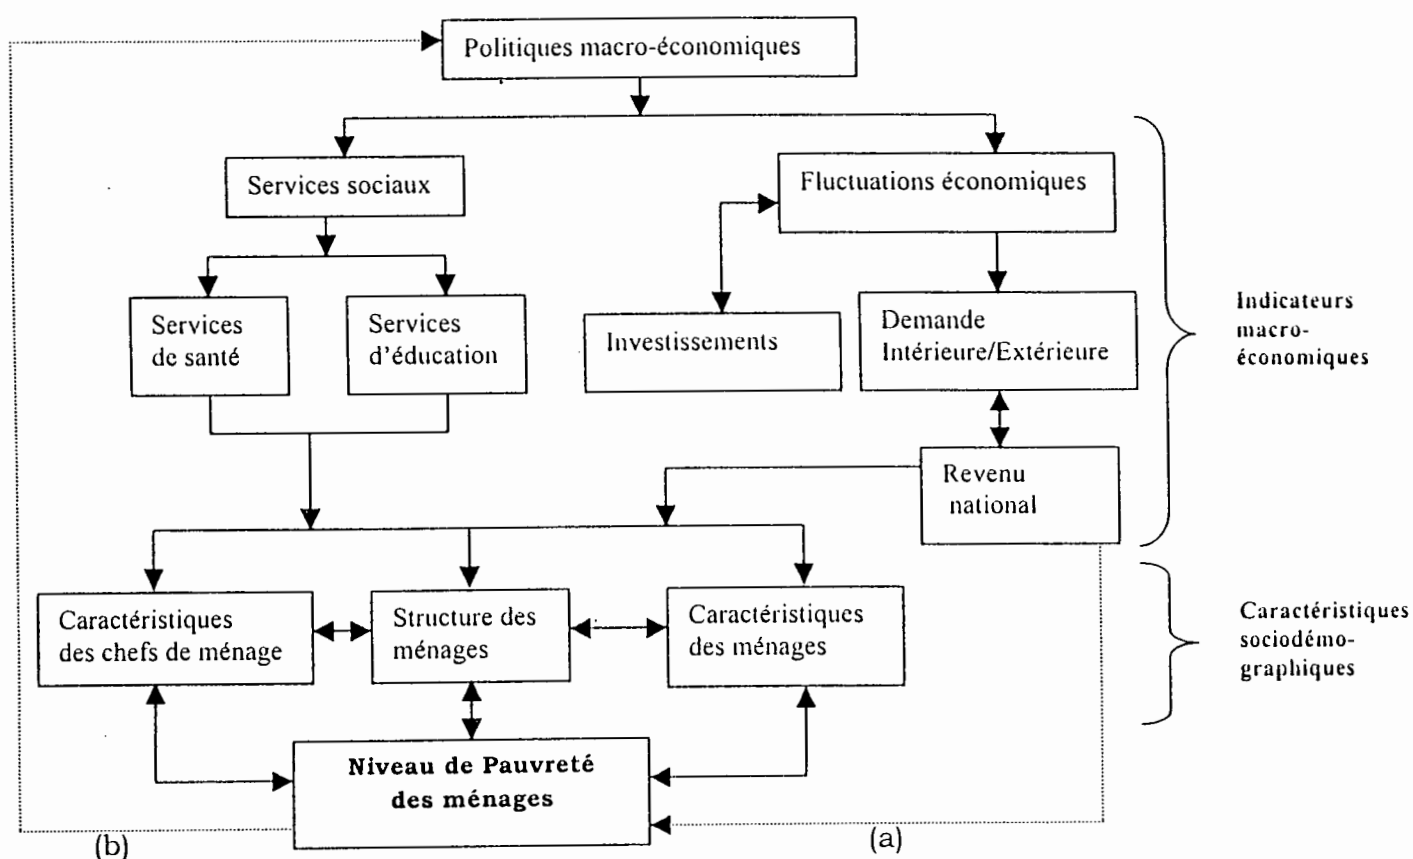 Politiques macro-économiques
Services sociaux
Fluctuations économiques
Services
de santé
Services
d'éducation
Investissements
Demande
Intérieure/Extérieure
Indicateurs
macro-
économiques
Revenu
national
Caractéristiques
des chefs de ménage
Structure des
ménages
Caractéristiques
des ménages
Caractéristiques
sociodémo-
graphiques
Niveau de Pauvreté
des ménages
(b)
(a)